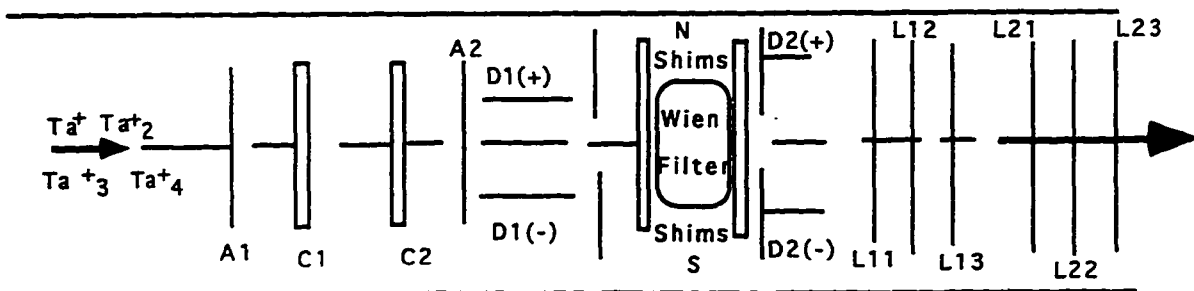 N
L12
L21
L23
A2
D2(+)
Shims
D1(+)
Ta+ Ta+2
Wien
Filter
Ta +3 Ta+4
D1(-)
Shims
D2(-)
A1
C1
C2
S
L11
L13
L22